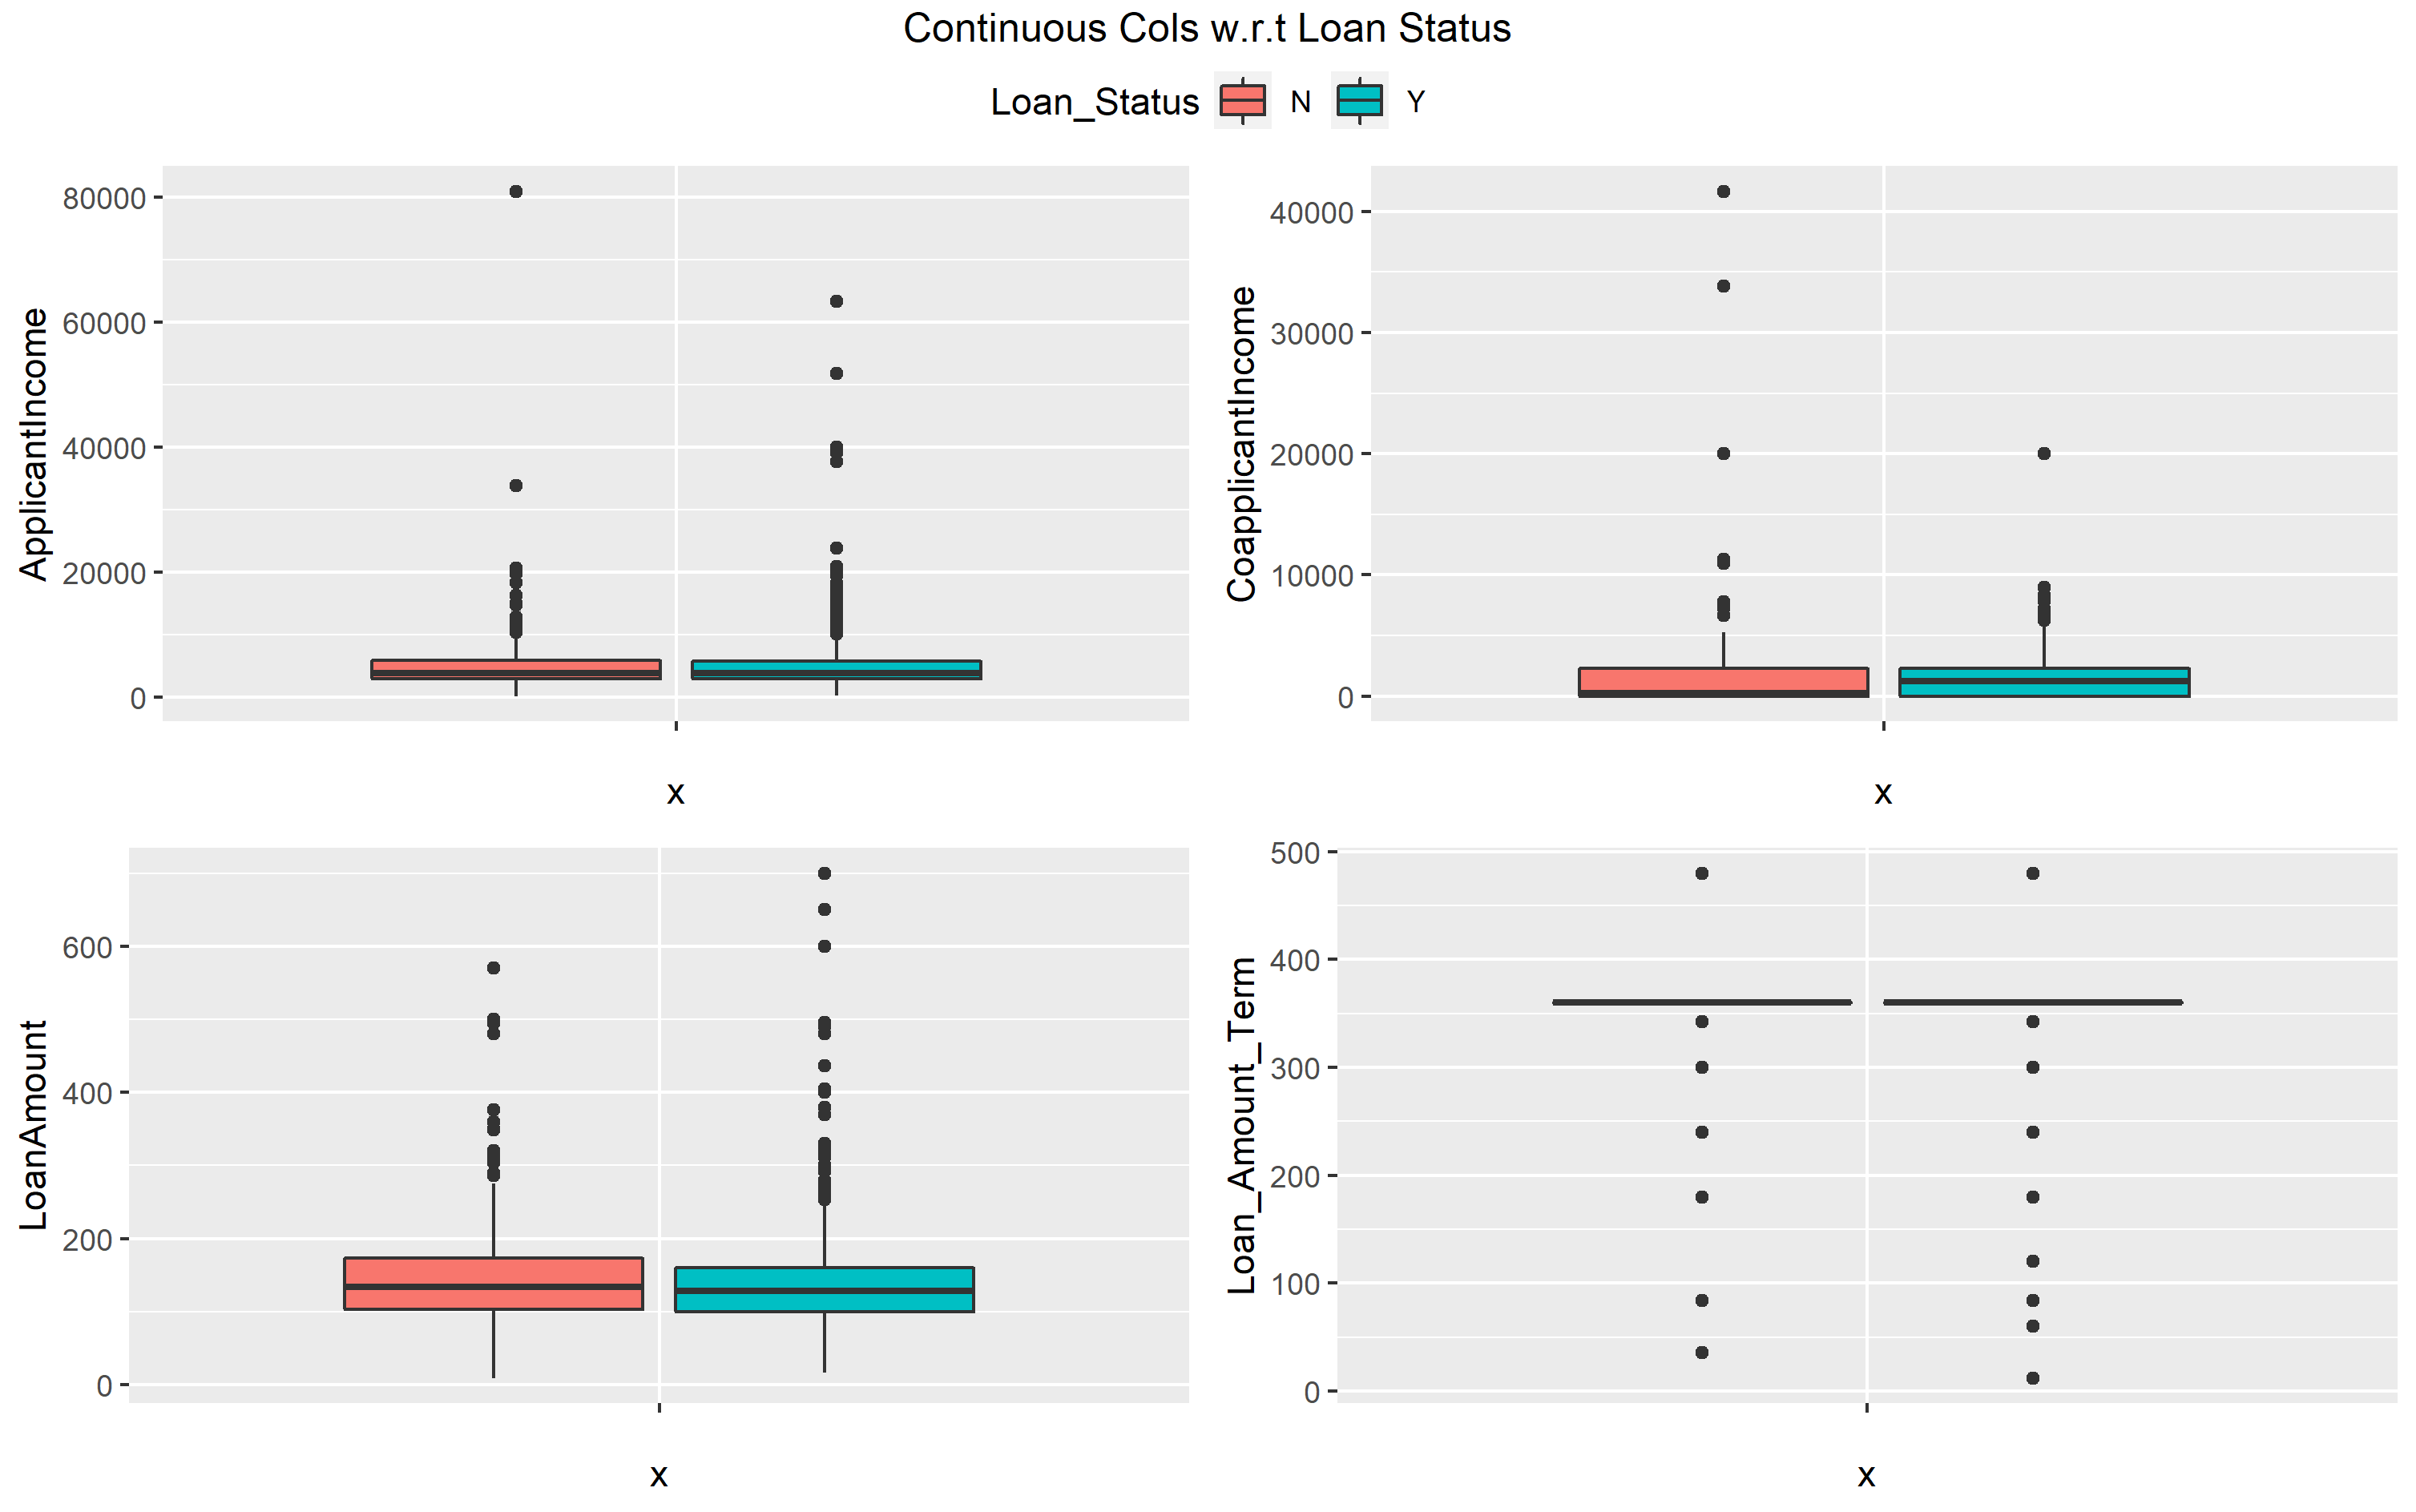 Continuous Cols w.r.t Loan Status
Loan_Status N Y
ApplicantIncome
80000
60000
40000
20000
0
x
CoapplicantIncome
40000
30000
20000
10000
0
x
LoanAmount
600
400
200
0
x
Loan_Amount_Term
500
400
300
200
100
0
x